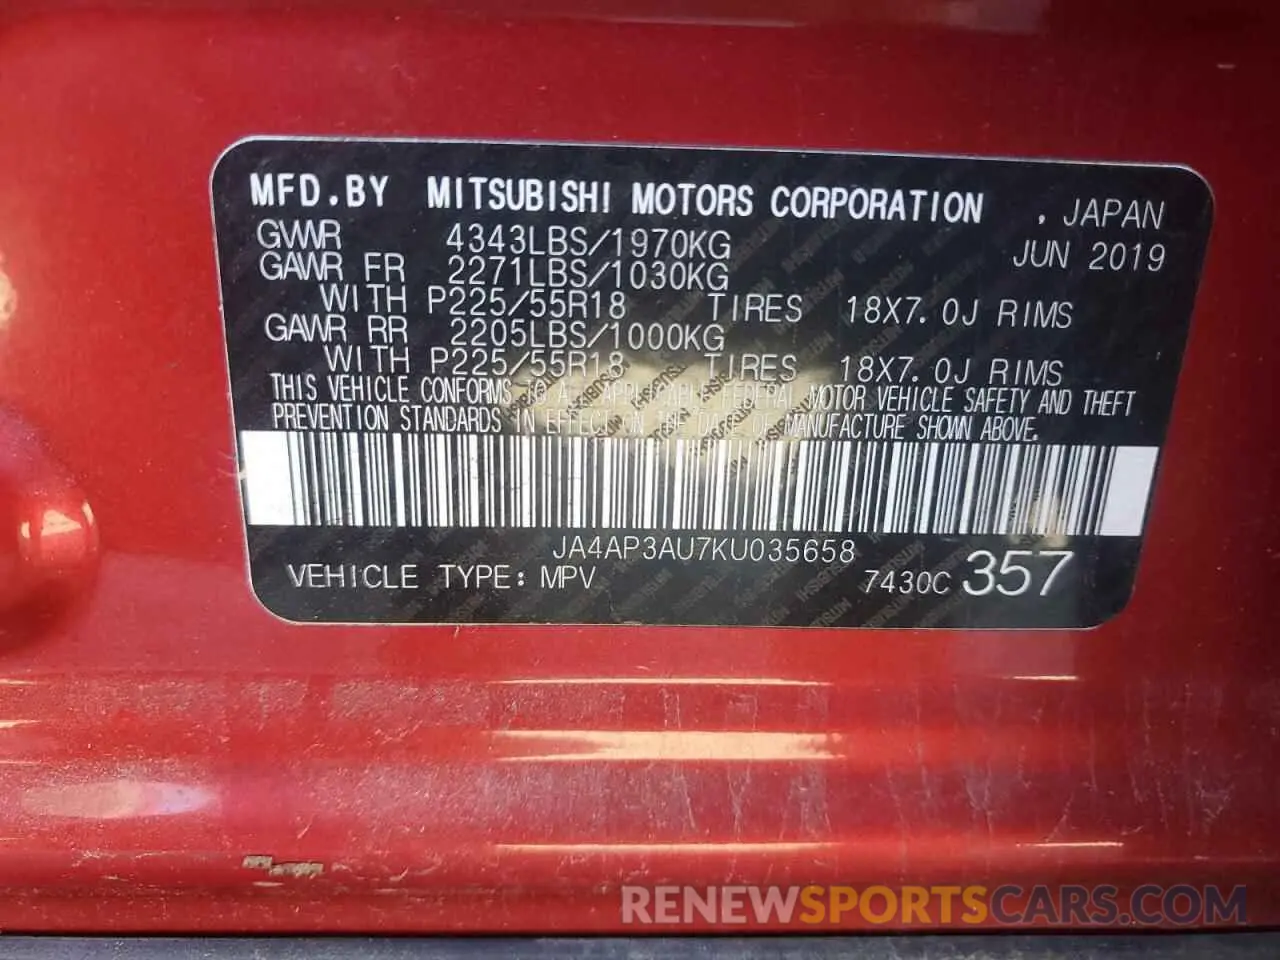 MFD.BY MITSUBISHI MOTORS CORPORATION . JAPAN
GVWR 4343LBS/1970KG JUN 2019
GAWR FR 2271LBS/1030KG
WITH P225/55R18 TIRES 18X7.0J RIMS
GAWR RR 2205LBS/1000KG
WITH P225/55R18 TIRES 18X7.0J RIMS
THIS VEHICLE CONFORMS TO ALL APPLICABLE FEDERAL MOTOR VEHICLE SAFETY AND THEFT
PREVENTION STANDARDS IN EFFECT ON THE DATE OF MANUFACTURE SHOWN ABOVE.
JA4AP3AU7KU035658
VEHICLE TYPE: MPV 7430C 357
RENEWSPORTSCARS.COM